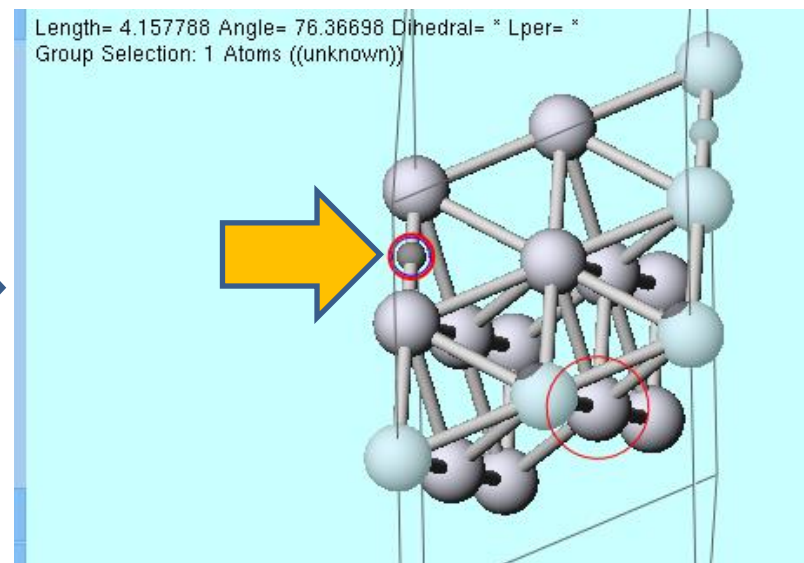 Length= 4.157788 Angle= 76.36698 Dihedral= * Lper= *
Group Selection: 1 Atoms ((unknown))